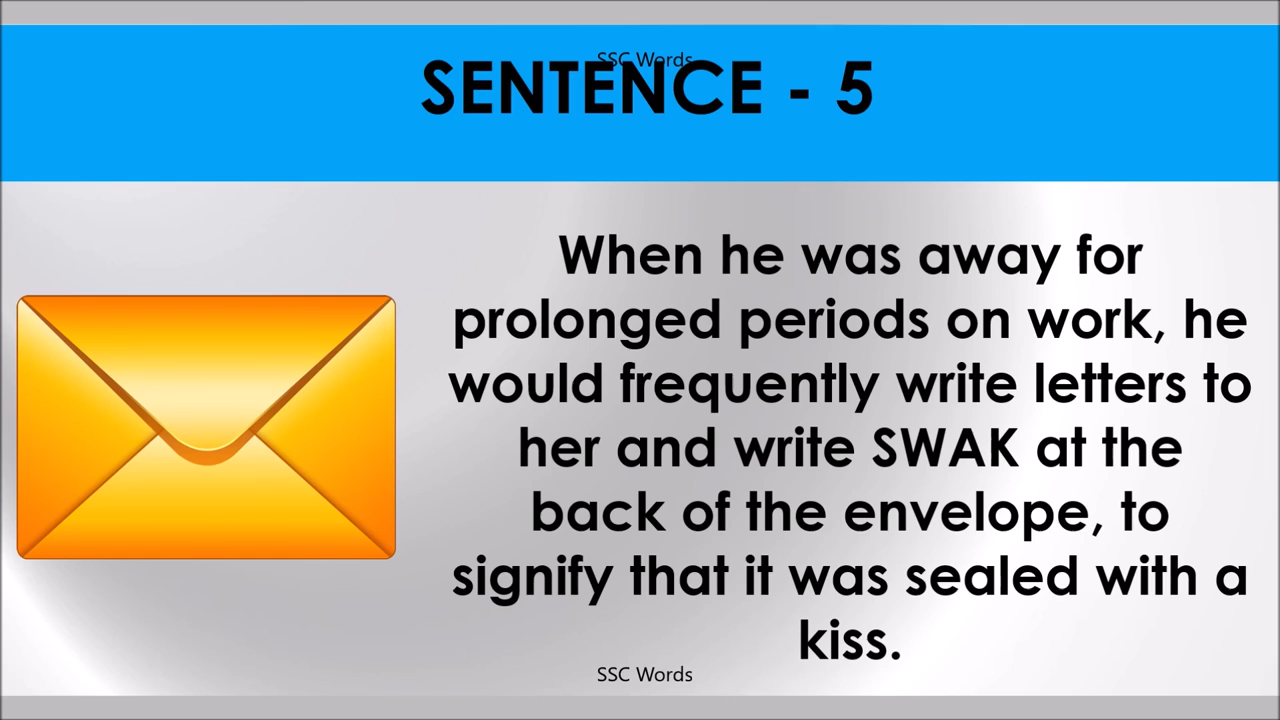 SSC Words
SENTENCE - 5
When he was away for
prolonged periods on work, he
would frequently write letters to
her and write SWAK at the
back of the envelope, to
signify that it was sealed with a
kiss.
SSC Words